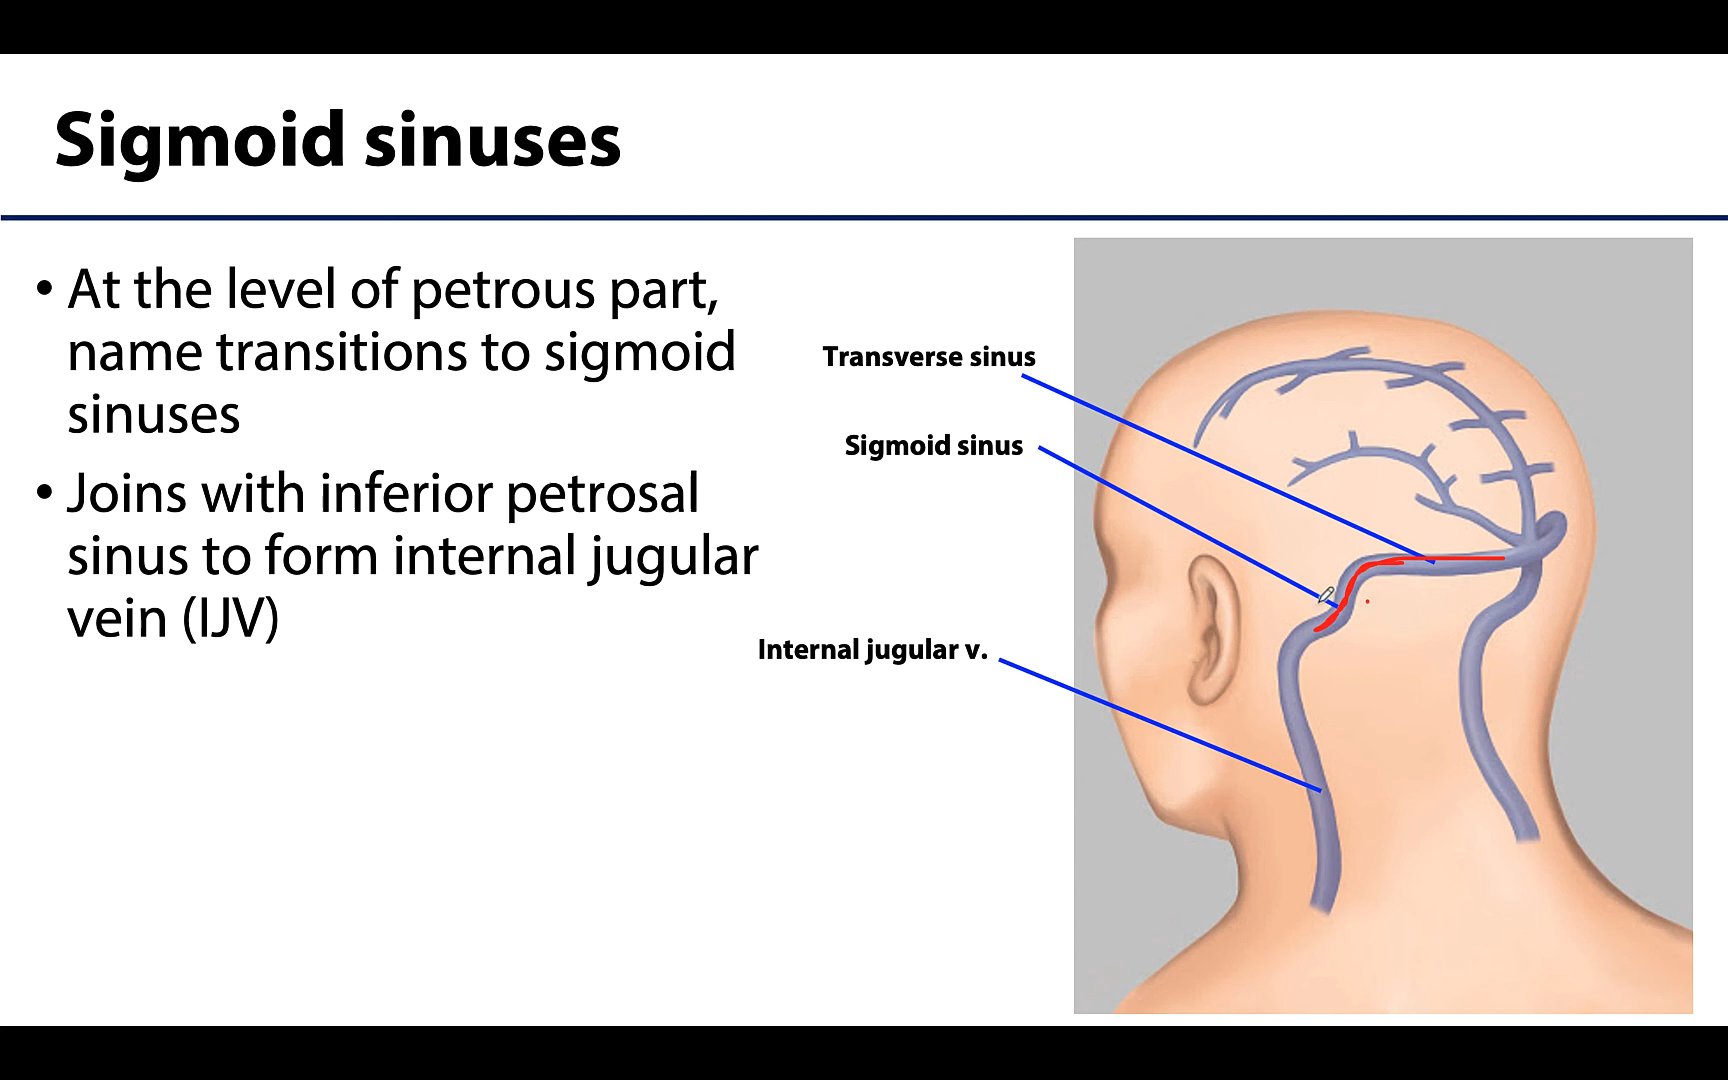 Sigmoid sinuses
• At the level of petrous part,
name transitions to sigmoid
sinuses
• Joins with inferior petrosal
sinus to form internal jugular
vein (IJV)
Transverse sinus
Sigmoid sinus
Internal jugular v.